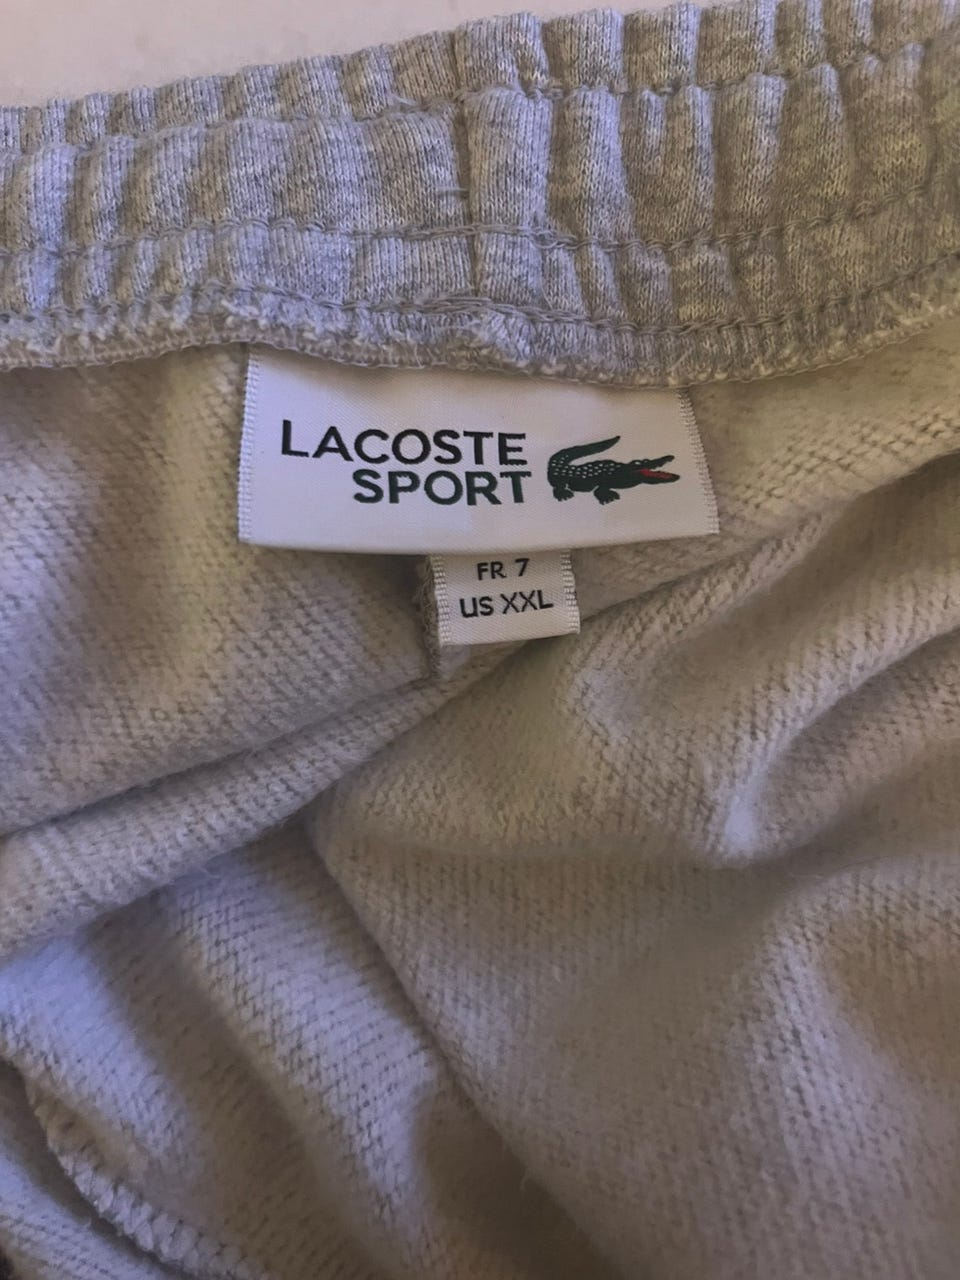 LACOSTE
SPORT
FR 7
US XXL